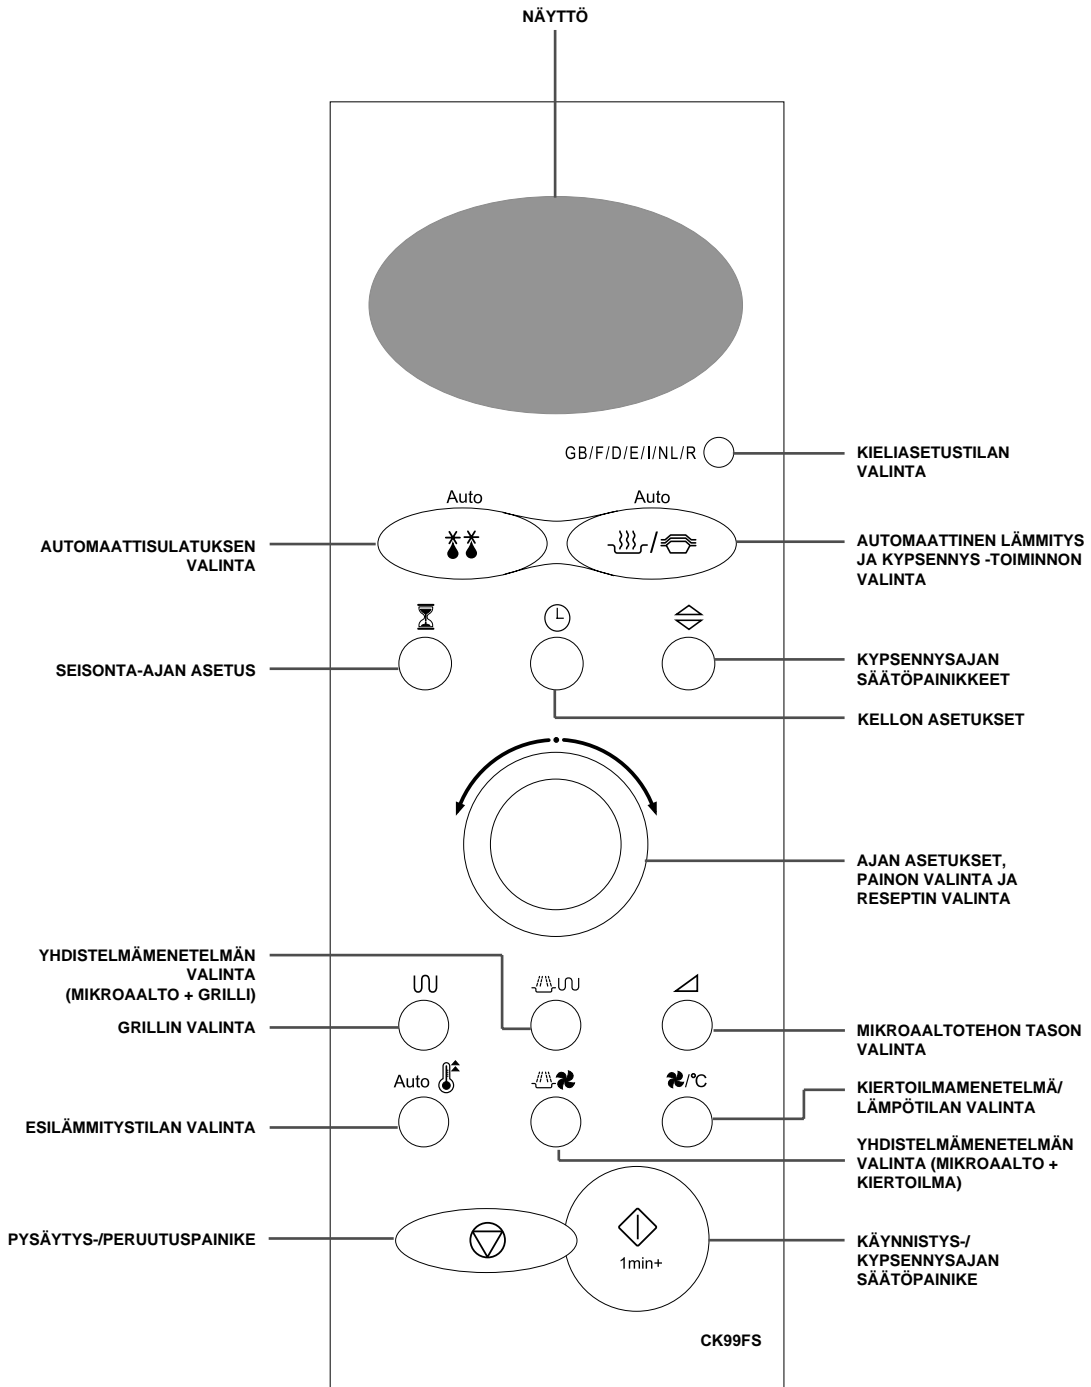 NÄYTTÖ
GB/F/D/E/I/NL/R
KIELIASETUSTILAN
VALINTA
Auto
Auto
AUTOMAATTISULATUKSEN
VALINTA
AUTOMAATTINEN LÄMMITYS
JA KYPSENNYS -TOIMINNON
VALINTA
SEISONTA-AJAN ASETUS
KYPSENNYSAJAN
SÄÄTÖPAINIKKEET
KELLON ASETUKSET
AJAN ASETUKSET,
PAINON VALINTA JA
RESEPTIN VALINTA
YHDISTELMÄMENETELMÄN
VALINTA
(MIKROAALTO + GRILLI)
GRILLIN VALINTA
MIKROAALTOTEHON TASON
VALINTA
Auto
/°C
KIERTOILMAMENETELMÄ/
LÄMPÖTILAN VALINTA
ESILÄMMITYSTILAN VALINTA
YHDISTELMÄMENETELMÄN
VALINTA (MIKROAALTO +
KIERTOILMA)
PYSÄYTYS-/PERUUTUSPAINIKE
1min+
KÄYNNISTYS-/
KYPSENNYSAJAN
SÄÄTÖPAINIKE
CK99FS